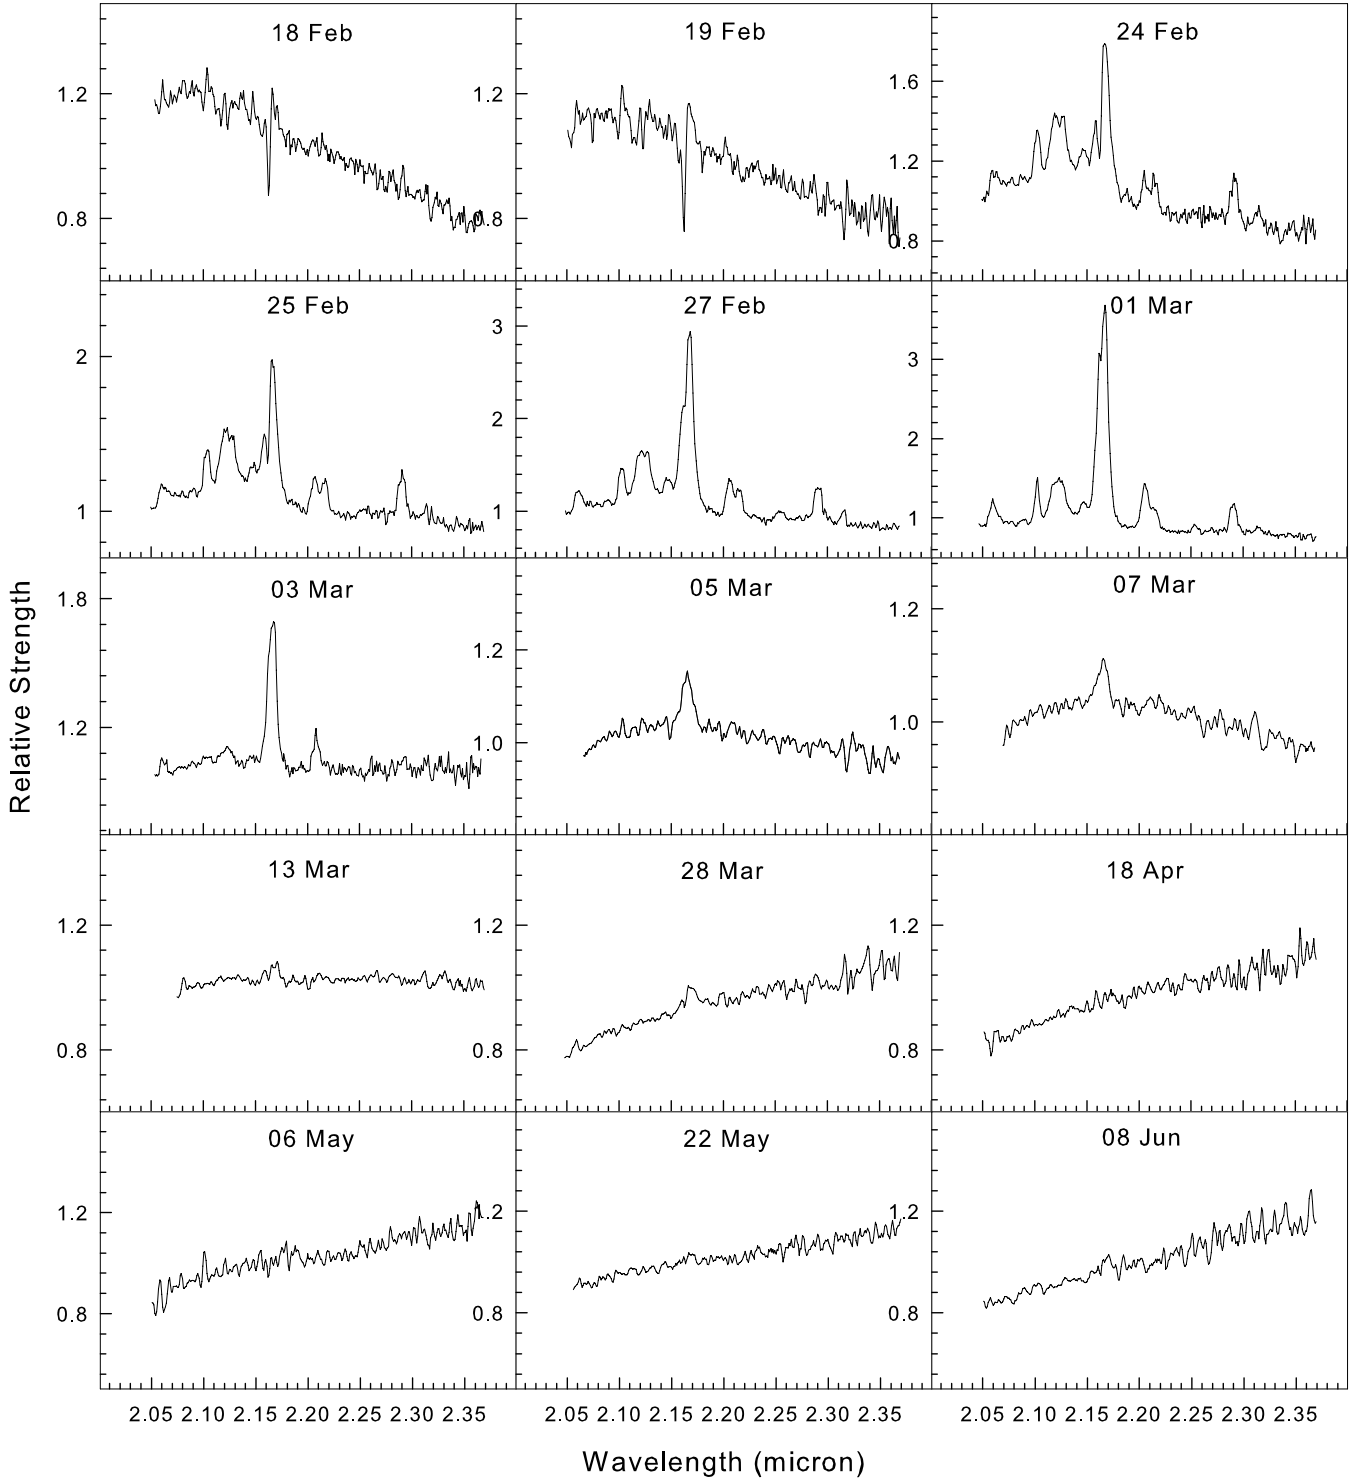 18 Feb
19 Feb
24 Feb
1.2
0.8
1.2
0.8
1.6
1.2
0.8
25 Feb
27 Feb
01 Mar
2
1
3
2
1
3
2
1
03 Mar
05 Mar
07 Mar
1.8
1.2
1.2
1.0
1.2
1.0
13 Mar
28 Mar
18 Apr
1.2
1.2
0.8
1.2
0.8
06 May
22 May
08 Jun
1.2
0.8
1.2
0.8
1.2
0.8
Relative Strength
2.05 2.10 2.15 2.20 2.25 2.30 2.35
2.05 2.10 2.15 2.20 2.25 2.30 2.35
2.05 2.10 2.15 2.20 2.25 2.30 2.35
Wavelength (micron)